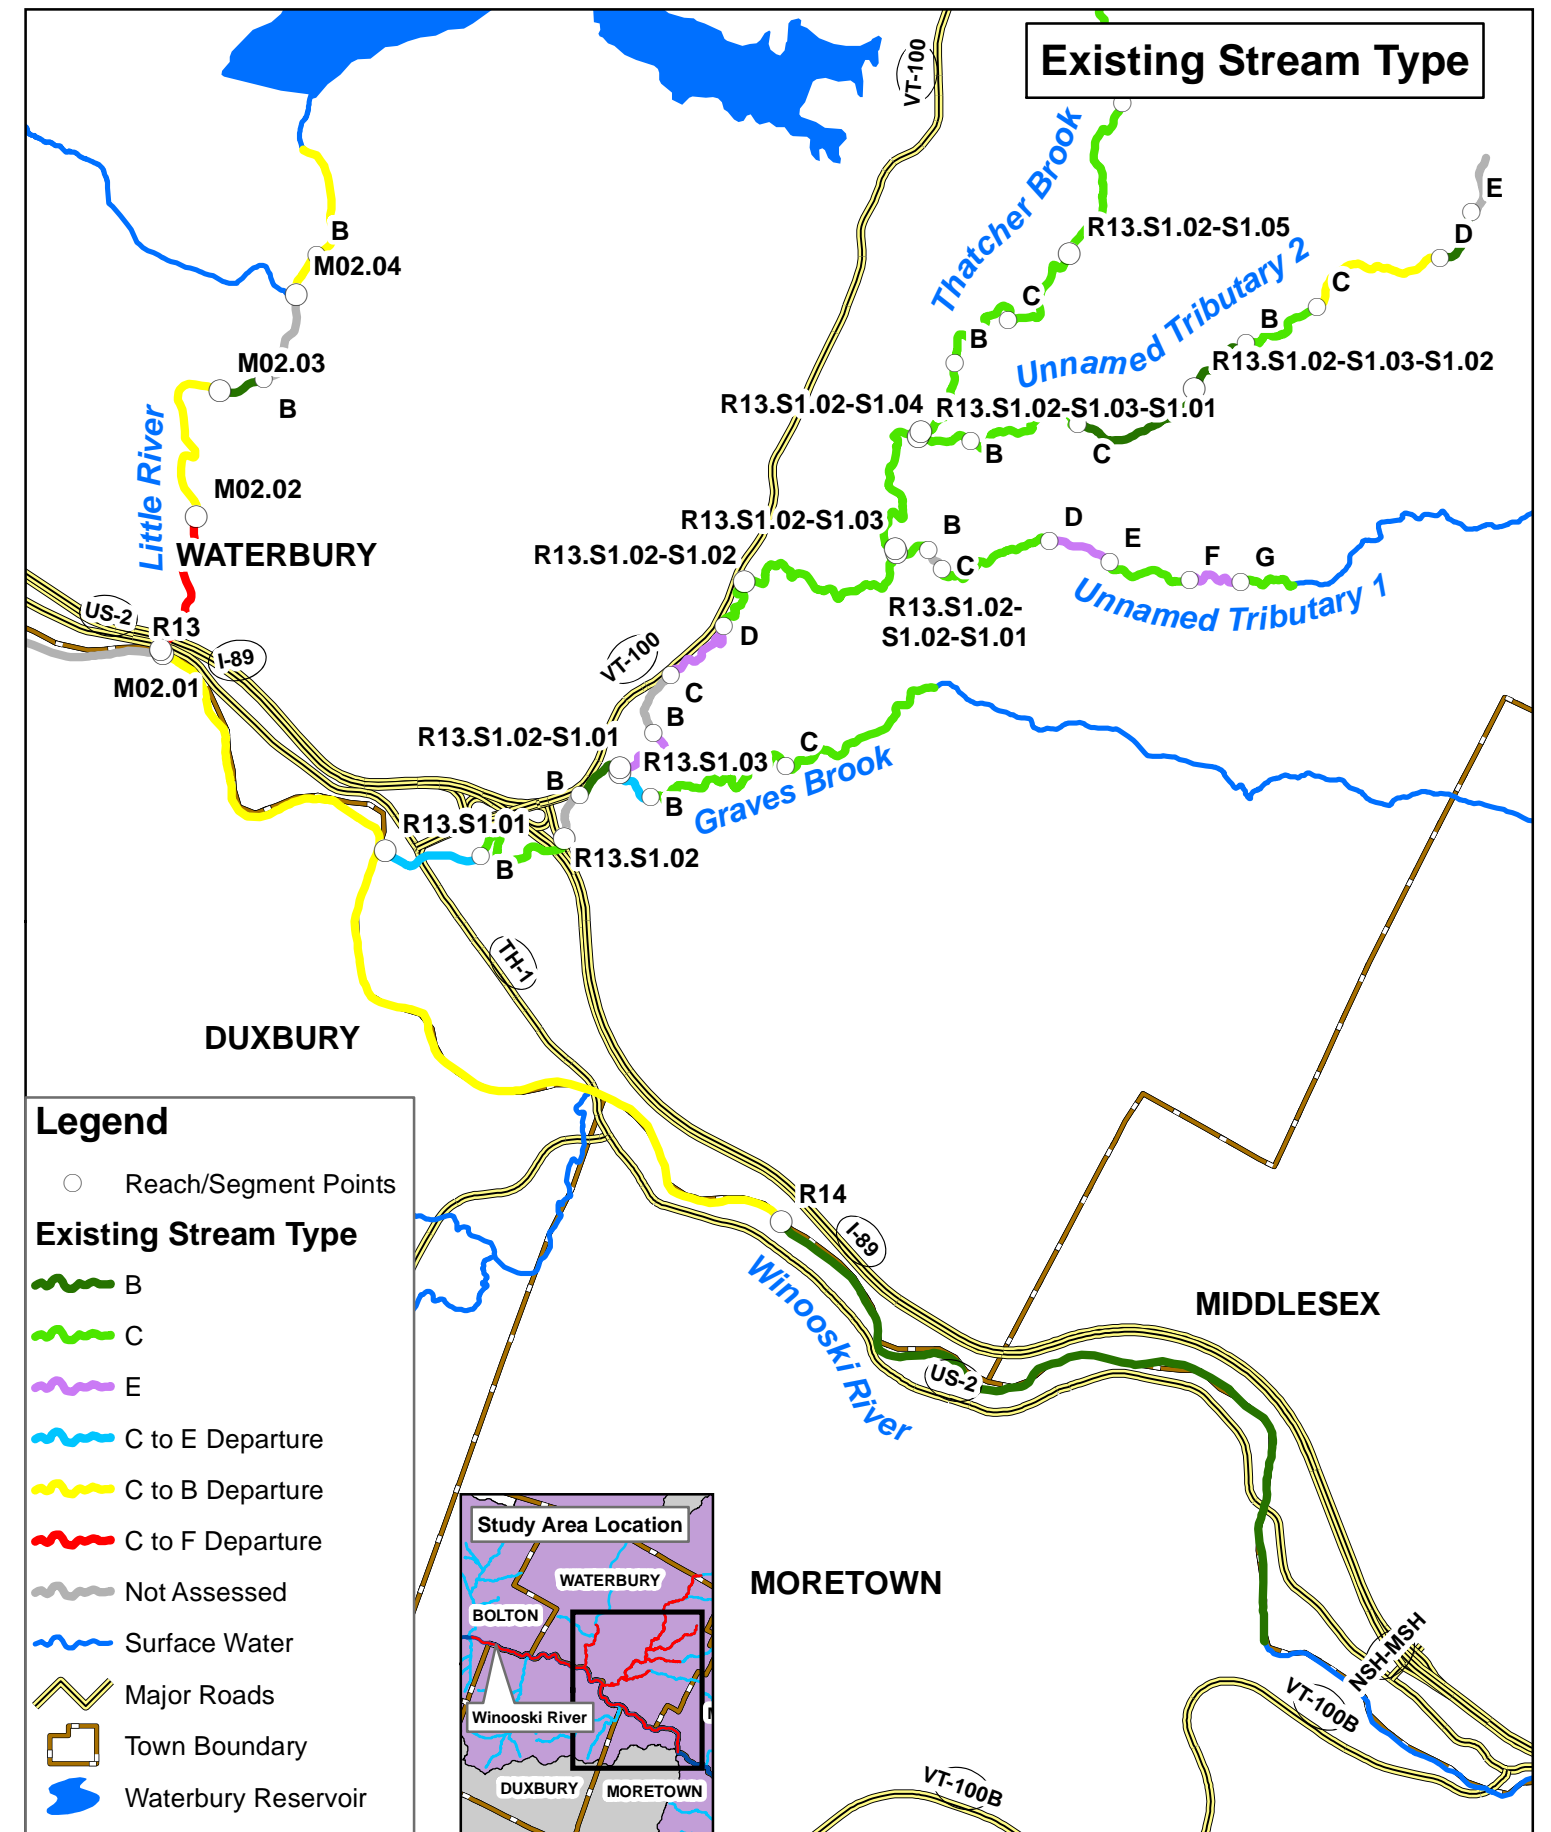 Existing Stream Type
VT-100
Thatcher Brook
E
R13.S1.02-S1.05
D
B
M02.04
Unnamed Tributary 2
C
C
B
B
M02.03
R13.S1.02-S1.03-S1.02
B
R13.S1.02-S1.04
R13.S1.02-S1.03-S1.01
B
C
Little River
M02.02
R13.S1.02-S1.03
B
D
E
F
G
WATERBURY
R13.S1.02-S1.02
C
Unnamed Tributary 1
US-2
R13
R13.S1.02-
S1.02-S1.01
D
I-89
VT-100
M02.01
C
B
R13.S1.02-S1.01
C
R13.S1.03
B
B
Graves Brook
R13.S1.01
R13.S1.02
B
TH-1
DUXBURY
R14
I-89
Winooski River
MIDDLESEX
US-2
MORETOWN
NSH-MSH
VT-100B
VT-100B
Legend
Reach/Segment Points
Existing Stream Type
B
C
E
C to E Departure
C to B Departure
C to F Departure
Not Assessed
Surface Water
Major Roads
Town Boundary
Waterbury Reservoir
Study Area Location
WATERBURY
BOLTON
Winooski River
DUXBURY
MORETOWN